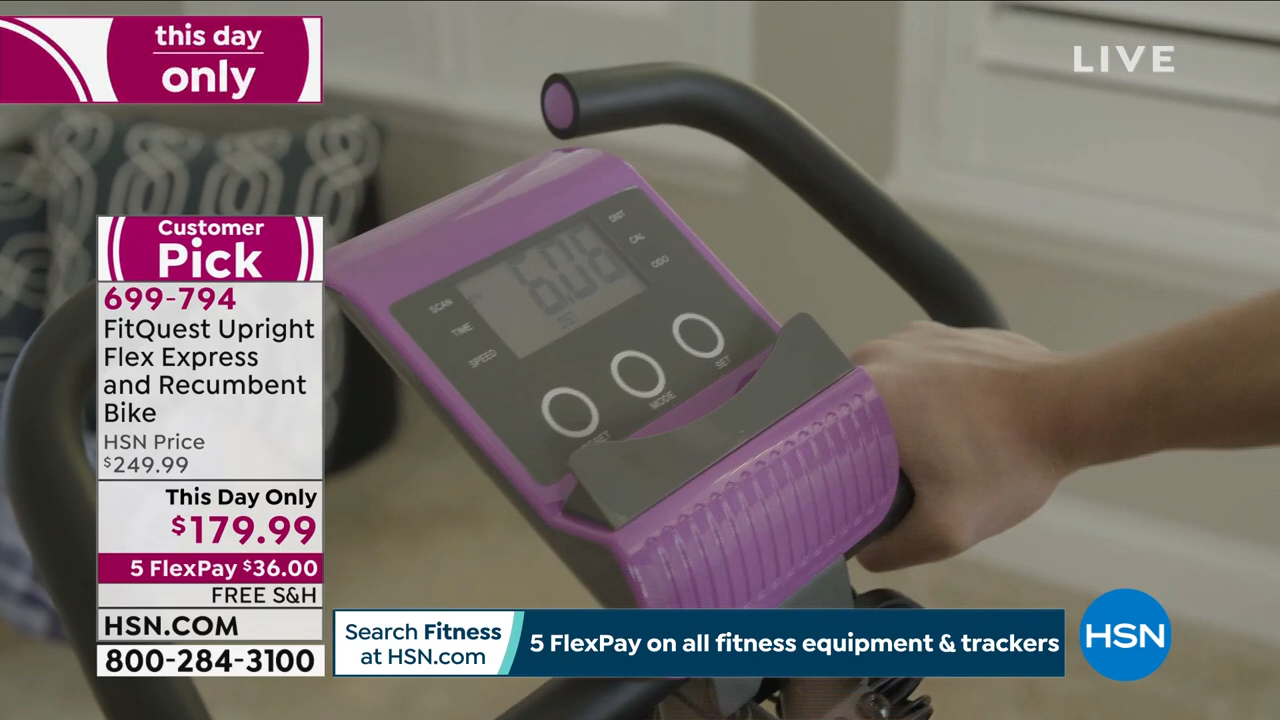 this day
only
LIVE
Customer
Pick
699-794
FitQuest Upright
Flex Express
and Recumbent
Bike
HSN Price
$249.99
This Day Only
$179.99
5 FlexPay $36.00
FREE S&H
HSN.COM
800-284-3100
SCAN
TIME
SPEED
DIST
CAL
ODO
MODE
SET
Search Fitness
at HSN.com
5 FlexPay on all fitness equipment & trackers
HSN